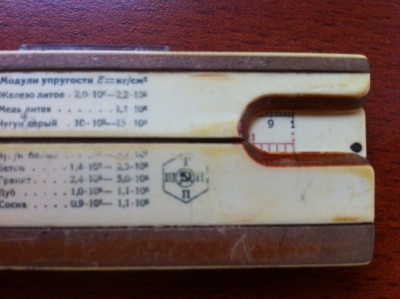 Модули упругости E=кг/см²
Железо литое . 2,0·10⁶—2,2·10⁶
Медь литая . . . . . . 1,1 10⁶
Чугун серый . 10·10⁵—13 10⁵
Бетон . . . . . 1,4·10⁵—2,3·10⁵
Гранит . . . . 2,4·10⁵—5,0·10⁵
Дуб . . . . . 1,0·10⁵—1,1·10⁵
Сосна . . . . 0,9·10⁵—1,1·10⁵
Г
П
9 1